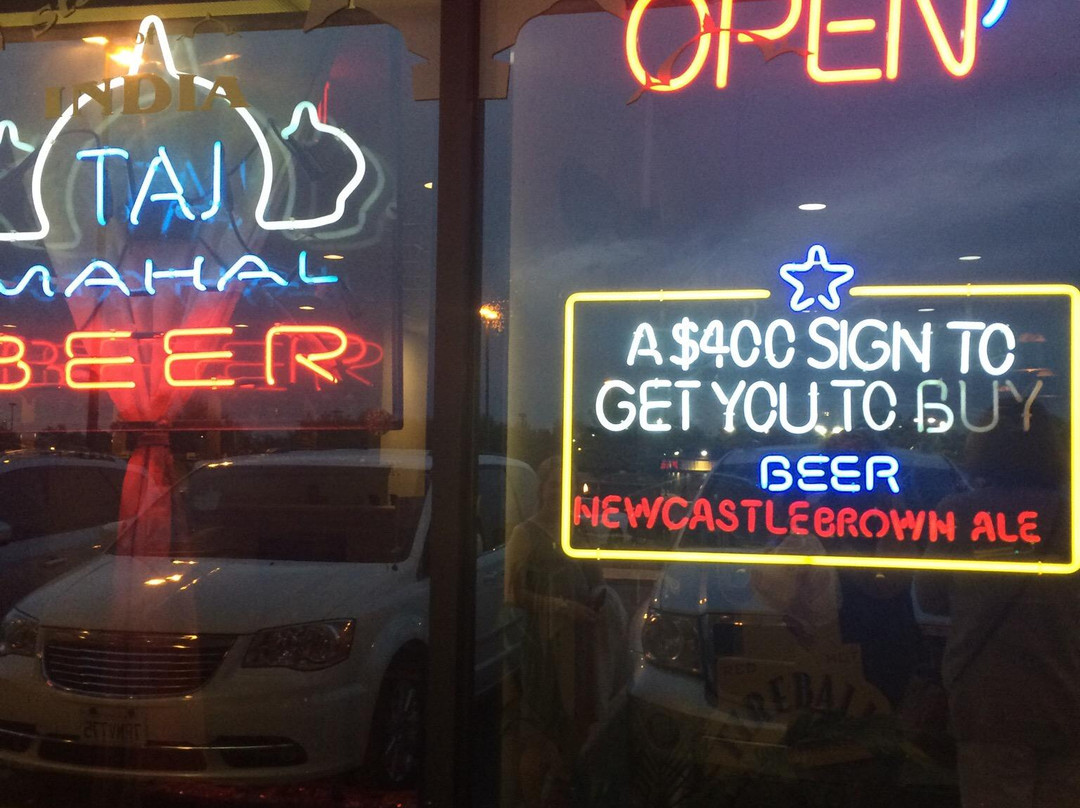 INDIA
TAJ
MAHAL
BEER
OPEN
A $400 SIGN TO
GET YOU TO BUY
BEER
NEWCASTLE BROWN ALE